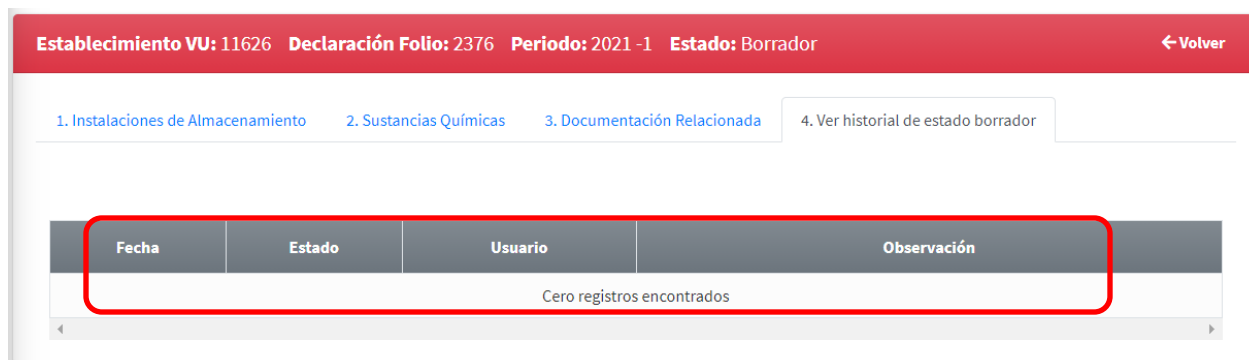 Establecimiento VU: 11626 Declaración Folio: 2376 Periodo: 2021 -1 Estado: Borrador ←Volver
1. Instalaciones de Almacenamiento 2. Sustancias Químicas 3. Documentación Relacionada 4. Ver historial de estado borrador
Fecha Estado Usuario Observación
Cero registros encontrados